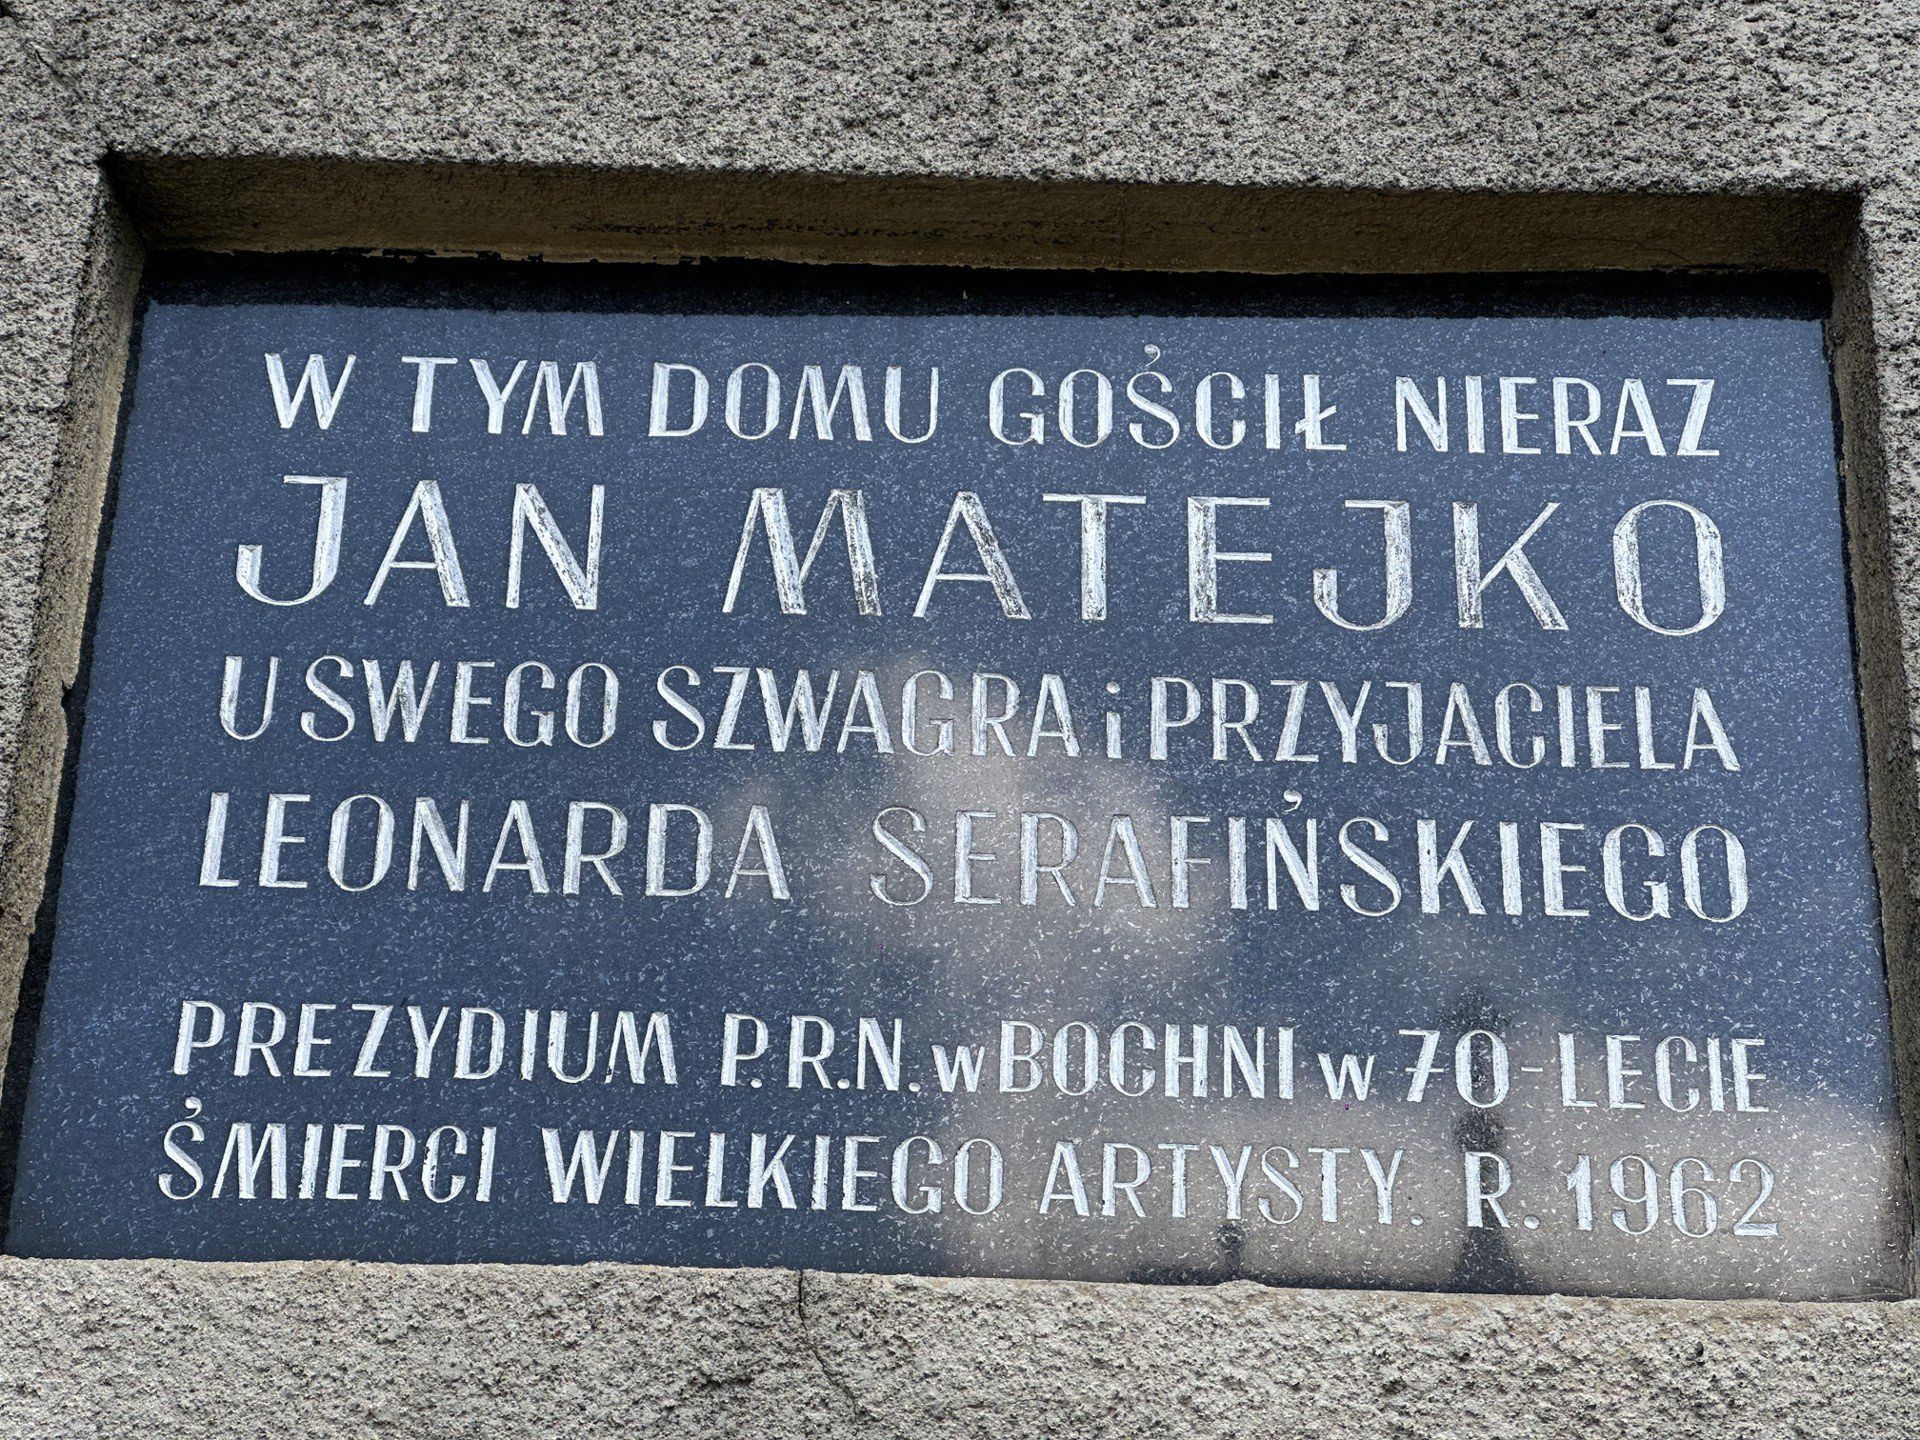 W TYM DOMU GOŚCIŁ NIERAZ
JAN MATEJKO
U SWEGO SZWAGRA i PRZYJACIELA
LEONARDA SERAFIŃSKIEGO
PREZYDIUM P.R.N. w BOCHNI w 70-LECIE
ŚMIERCI WIELKIEGO ARTYSTY. R. 1962